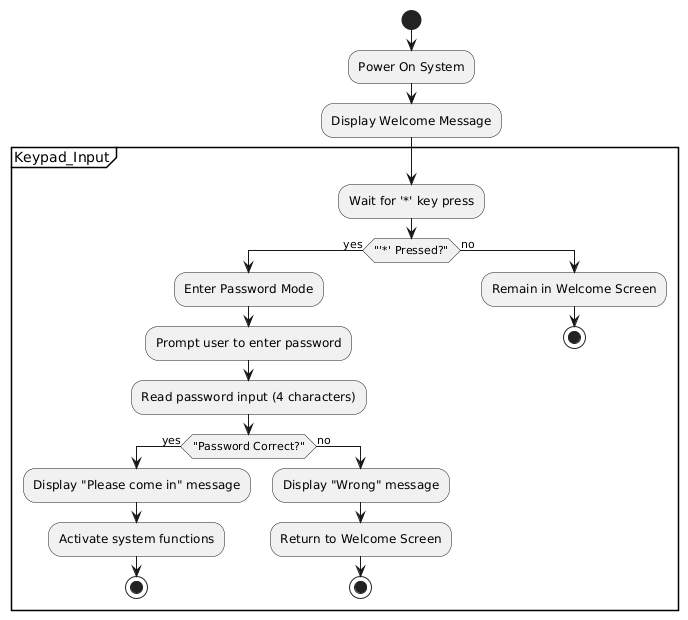 Power On System
Display Welcome Message
Keypad_Input
Wait for '*' key press
yes
"'*' Pressed?"
no
Enter Password Mode
Remain in Welcome Screen
Prompt user to enter password
Read password input (4 characters)
yes
"Password Correct?"
no
Display "Please come in" message
Display "Wrong" message
Activate system functions
Return to Welcome Screen